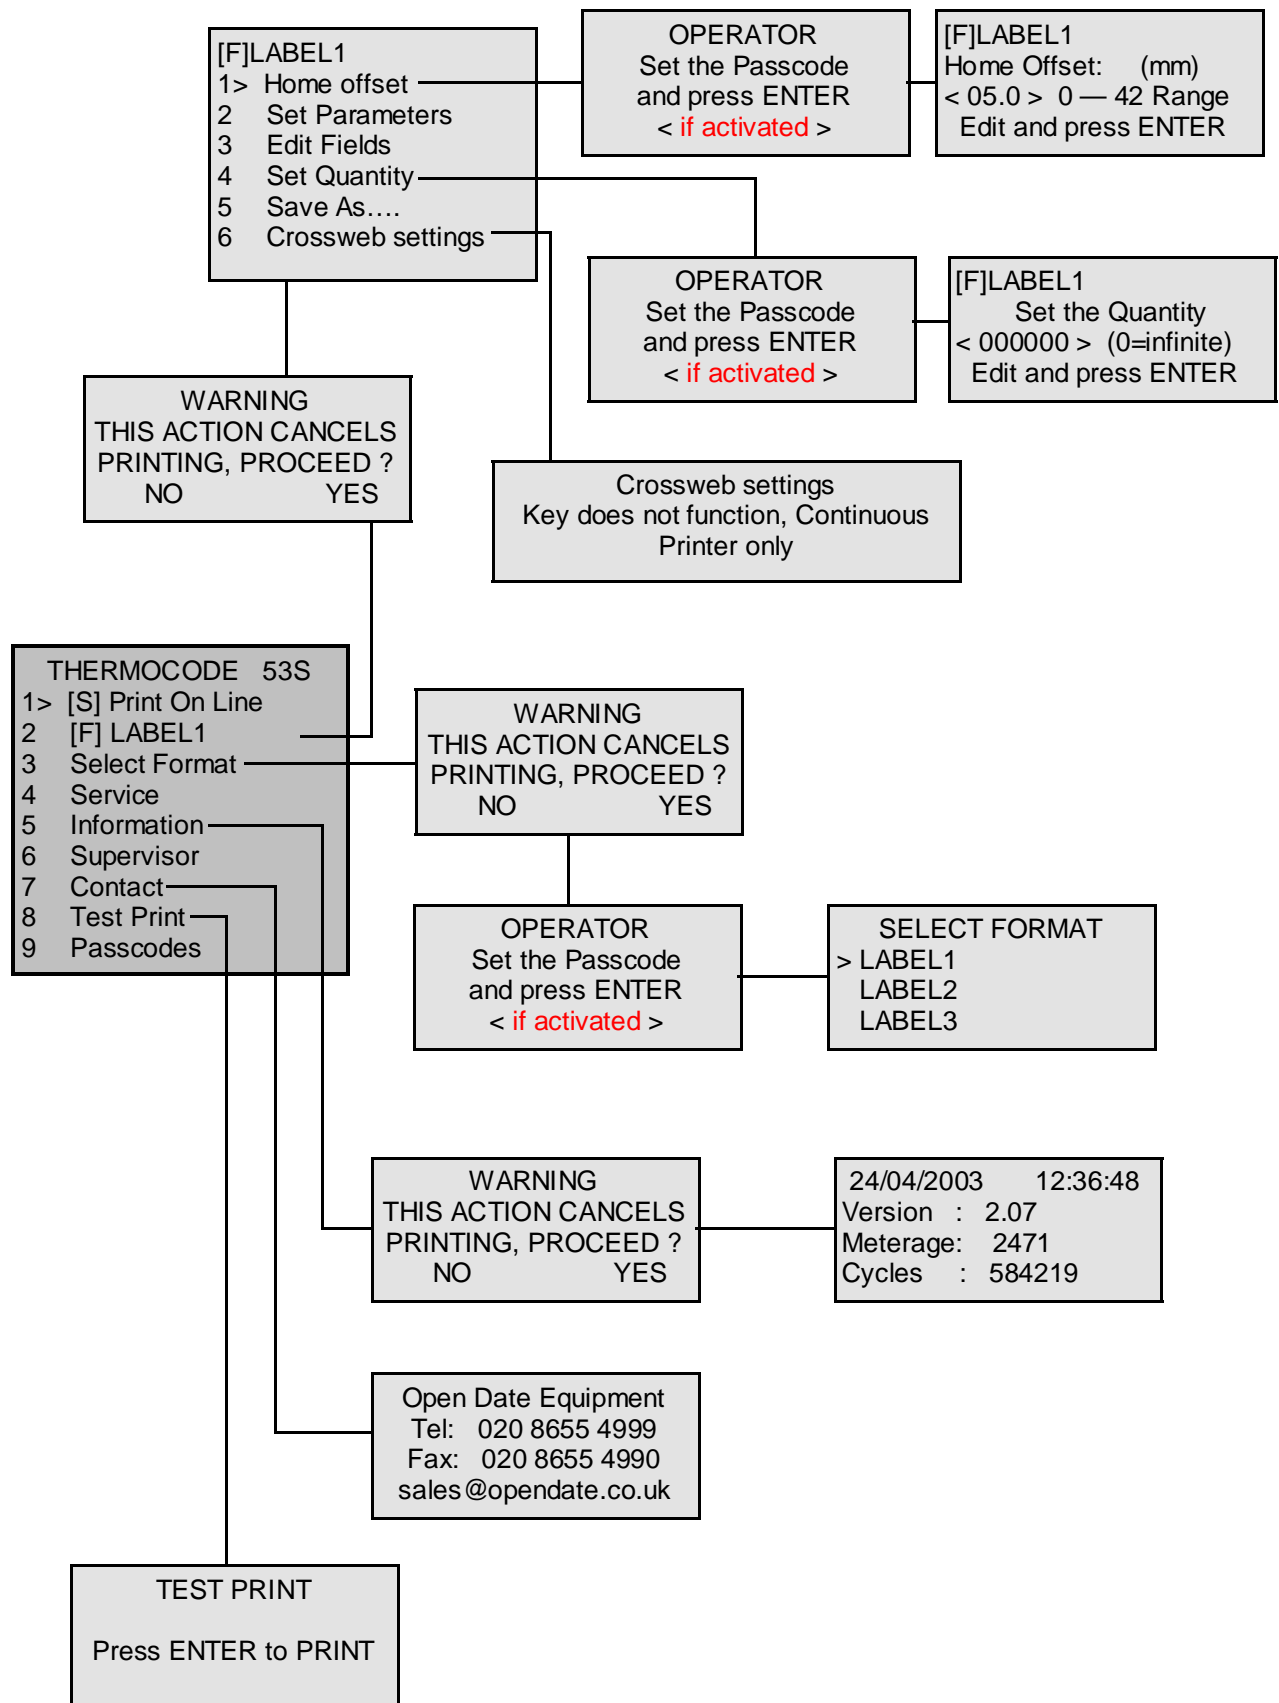 [F]LABEL1
1> Home offset
2 Set Parameters
3 Edit Fields
4 Set Quantity
5 Save As....
6 Crossweb settings
OPERATOR
Set the Passcode
and press ENTER
< if activated >
[F]LABEL1
Home Offset: (mm)
< 05.0 > 0 — 42 Range
Edit and press ENTER
OPERATOR
Set the Passcode
and press ENTER
< if activated >
[F]LABEL1
Set the Quantity
< 000000 > (0=infinite)
Edit and press ENTER
WARNING
THIS ACTION CANCELS
PRINTING, PROCEED ?
NO YES
Crossweb settings
Key does not function, Continuous
Printer only
THERMOCODE 53S
1> [S] Print On Line
2 [F] LABEL1
3 Select Format
4 Service
5 Information
6 Supervisor
7 Contact
8 Test Print
9 Passcodes
WARNING
THIS ACTION CANCELS
PRINTING, PROCEED ?
NO YES
OPERATOR
Set the Passcode
and press ENTER
< if activated >
SELECT FORMAT
> LABEL1
LABEL2
LABEL3
WARNING
THIS ACTION CANCELS
PRINTING, PROCEED ?
NO YES
24/04/2003 12:36:48
Version : 2.07
Meterage: 2471
Cycles : 584219
Open Date Equipment
Tel: 020 8655 4999
Fax: 020 8655 4990
sales@opendate.co.uk
TEST PRINT
Press ENTER to PRINT